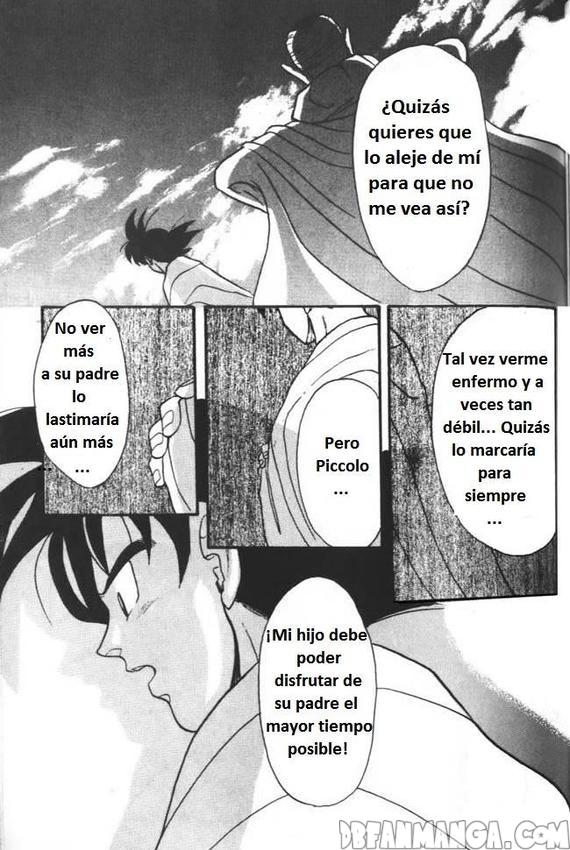 ¿Quizás
quieres que
lo aleje de mí
para que no
me vea así?
Tal vez verme
enfermo y a
veces tan
débil... Quizás
lo marcaría
para
siempre
...
Pero
Piccolo
...
No ver
más
a su padre
lo
lastimaría
aún más
...
¡Mi hijo debe
poder
disfrutar de
su padre el
mayor tiempo
posible!
DBFANMANGA.COM